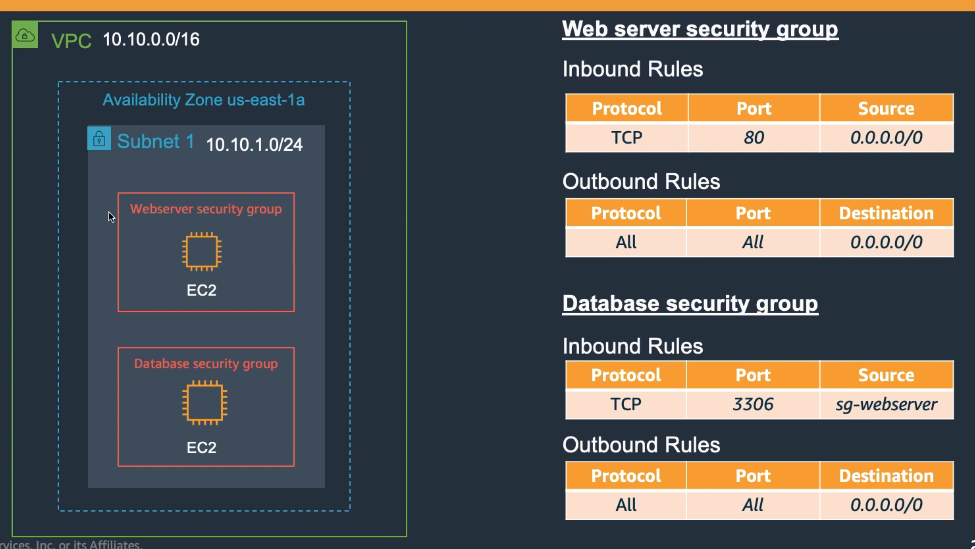 VPC 10.10.0.0/16
Availability Zone us-east-1a
Subnet 1 10.10.1.0/24
Webserver security group
EC2
Database security group
EC2
Web server security group
Inbound Rules
Protocol Port Source
TCP 80 0.0.0.0/0
Outbound Rules
Protocol Port Destination
All All 0.0.0.0/0
Database security group
Inbound Rules
Protocol Port Source
TCP 3306 sg-webserver
Outbound Rules
Protocol Port Destination
All All 0.0.0.0/0
Inc. or its Affiliates.